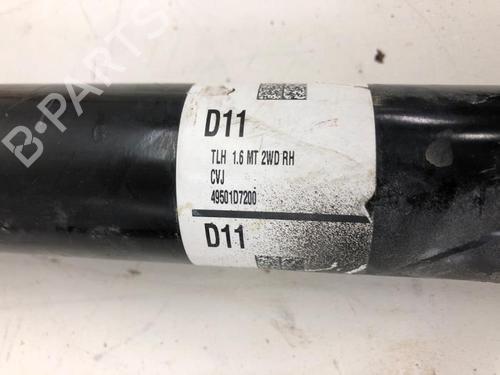 B-PARTS
D11
TLH 1.6 MT 2WD RH
CVJ
49501D7200
D11